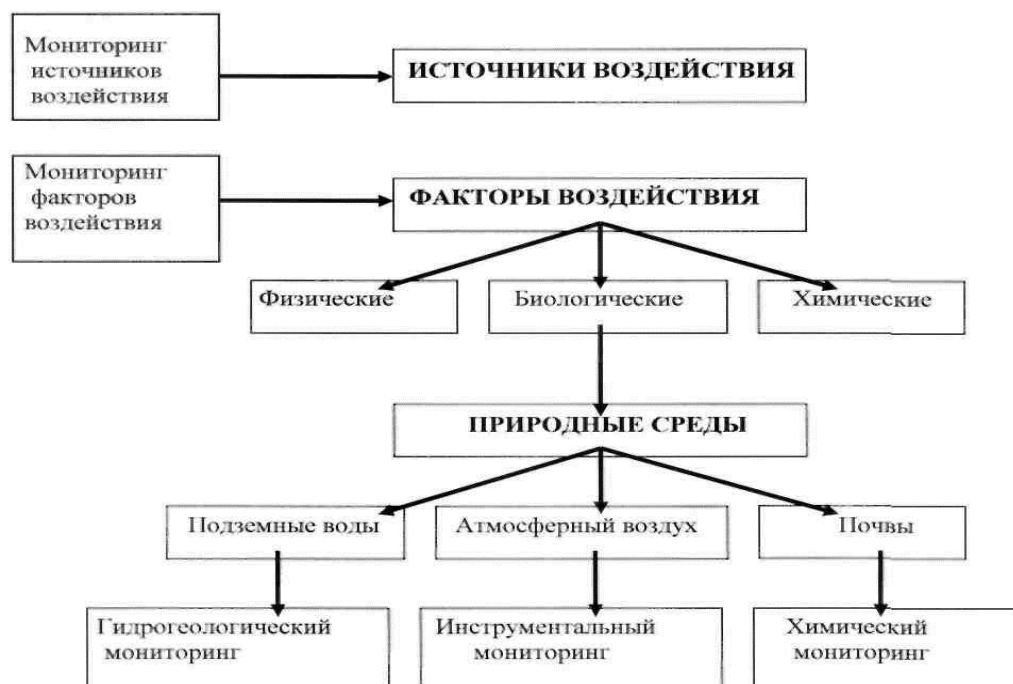 Мониторинг
источников
воздействия
ИСТОЧНИКИ ВОЗДЕЙСТВИЯ
Мониторинг
факторов
воздействия
ФАКТОРЫ ВОЗДЕЙСТВИЯ
Физические
Биологические
Химические
ПРИРОДНЫЕ СРЕДЫ
Подземные воды
Атмосферный воздух
Почвы
Гидрогеологический
мониторинг
Инструментальный
мониторинг
Химический
мониторинг